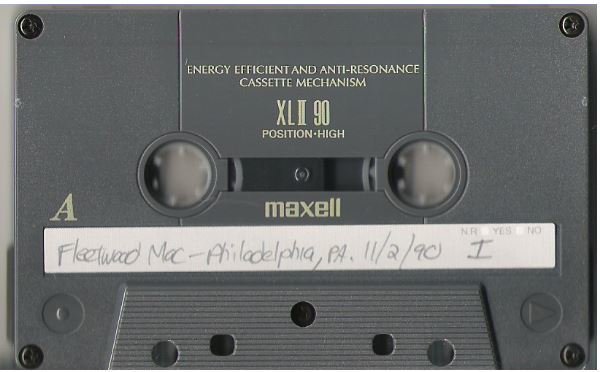 ENERGY EFFICIENT AND ANTI-RESONANCE
CASSETTE MECHANISM
XLII 90
POSITION·HIGH
maxell
A
N.R YES NO
Fleetwood Mac – Philadelphia, PA. 11/2/90 I